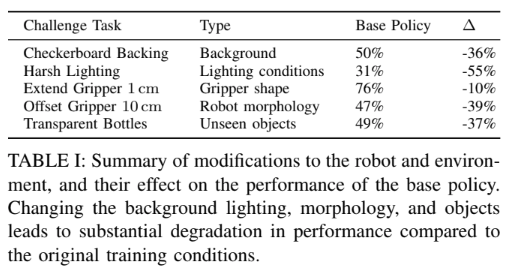 Challenge Task Type Base Policy Δ
Checkerboard Backing Background 50% -36%
Harsh Lighting Lighting conditions 31% -55%
Extend Gripper 1 cm Gripper shape 76% -10%
Offset Gripper 10 cm Robot morphology 47% -39%
Transparent Bottles Unseen objects 49% -37%
TABLE I: Summary of modifications to the robot and environ-
ment, and their effect on the performance of the base policy.
Changing the background lighting, morphology, and objects
leads to substantial degradation in performance compared to
the original training conditions.